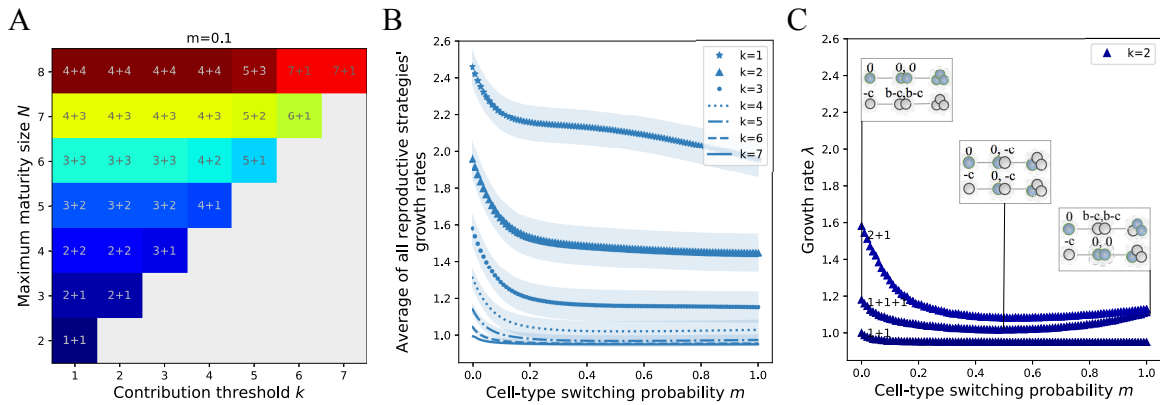 A
m=0.1
Maximum maturity size N
8
7
6
5
4
3
2
4+4 4+4 4+4 4+4 5+3 7+1 7+1
4+3 4+3 4+3 4+3 5+2 6+1
3+3 3+3 3+3 4+2 5+1
3+2 3+2 3+2 4+1
2+2 2+2 3+1
2+1 2+1
1+1
1 2 3 4 5 6 7
Contribution threshold k
B
Average of all reproductive strategies'
growth rates
2.6
2.4
2.2
2.0
1.8
1.6
1.4
1.2
1.0
k=1
k=2
k=3
k=4
k=5
k=6
k=7
0.0 0.2 0.4 0.6 0.8 1.0
Cell-type switching probability m
C
Growth rate λ
2.6
2.4
2.2
2.0
1.8
1.6
1.4
1.2
1.0
k=2
0 0, 0
-c b-c,b-c
0 0, -c
-c 0, -c
0 b-c,b-c
-c 0, 0
2+1
1+1+1
1+1
0.0 0.2 0.4 0.6 0.8 1.0
Cell-type switching probability m